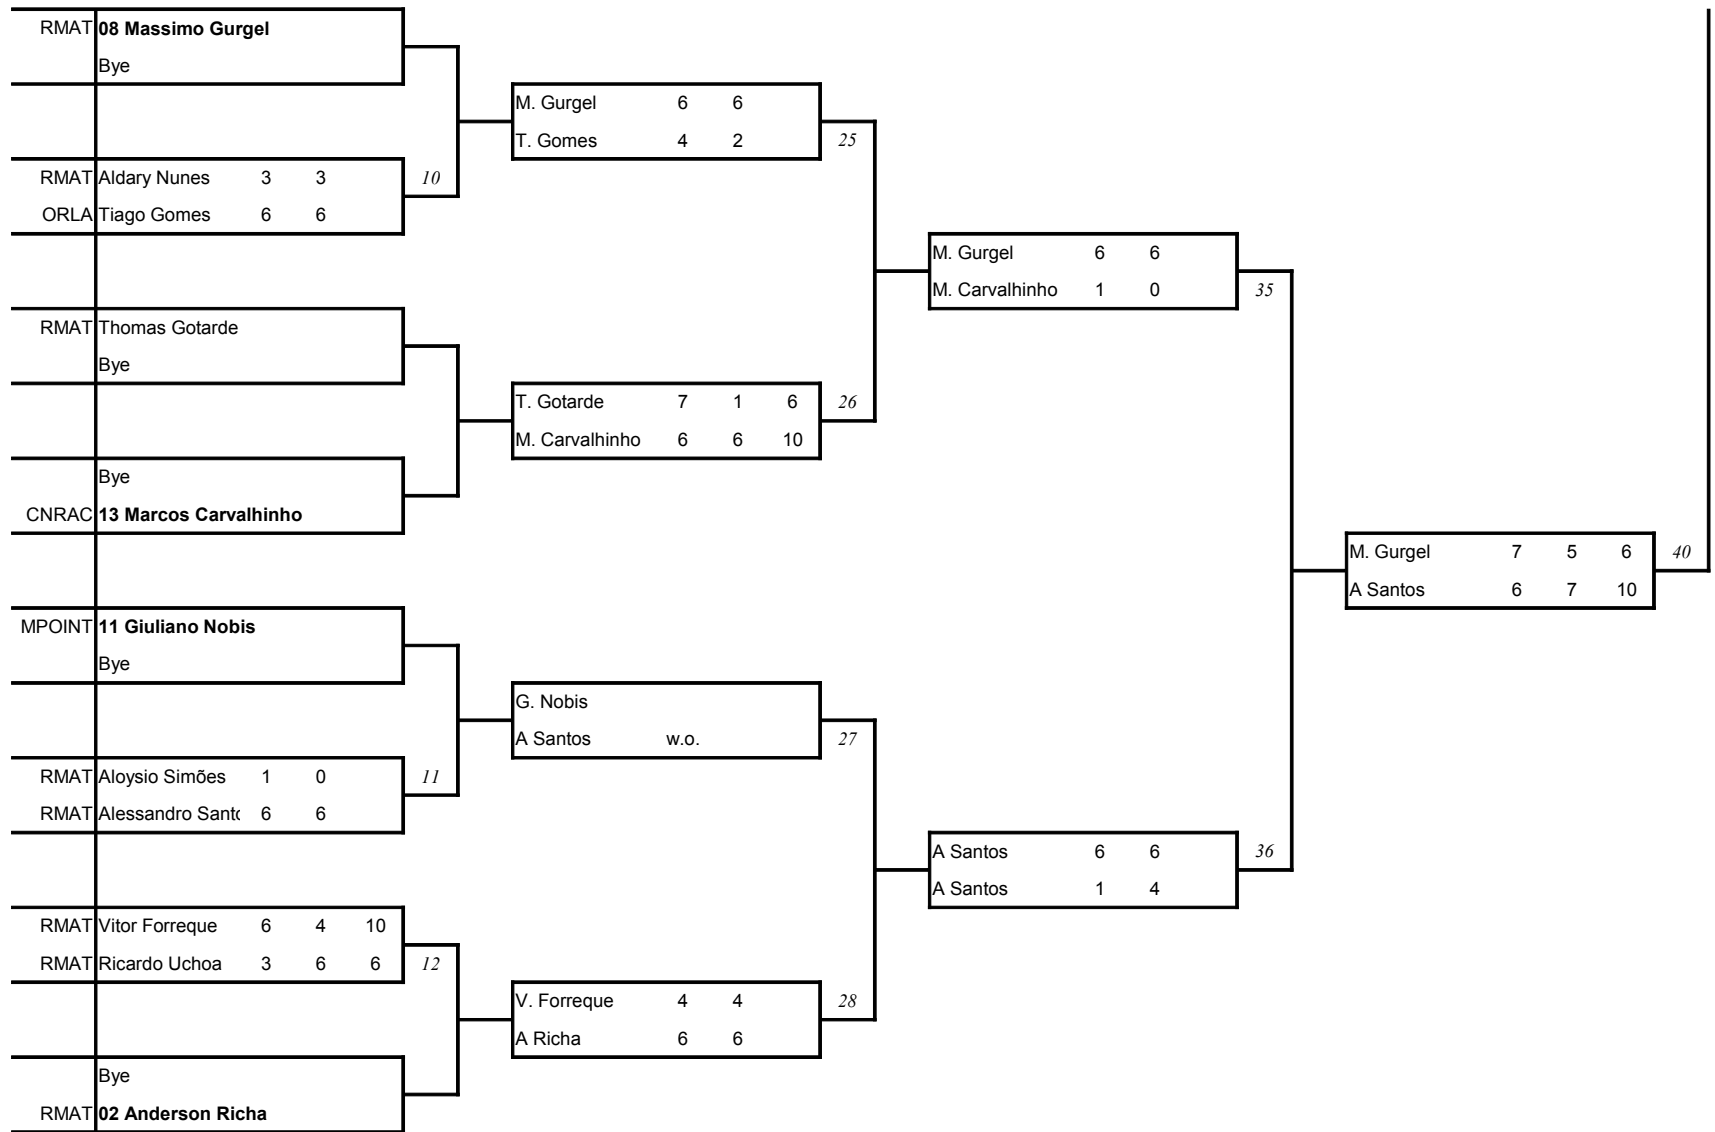 RMAT 08 Massimo Gurgel
Bye
M. Gurgel 6 6
T. Gomes 4 2 25
RMAT Aldary Nunes 3 3 10
ORLA Tiago Gomes 6 6
M. Gurgel 6 6
M. Carvalhinho 1 0 35
RMAT Thomas Gotarde
Bye
T. Gotarde 7 1 6 26
M. Carvalhinho 6 6 10
Bye
CNRAC 13 Marcos Carvalhinho
M. Gurgel 7 5 6 40
A Santos 6 7 10
MPOINT 11 Giuliano Nobis
Bye
G. Nobis
A Santos w.o. 27
RMAT Aloysio Simões 1 0 11
RMAT Alessandro Santo 6 6
A Santos 6 6 36
A Santos 1 4
RMAT Vitor Forreque 6 4 10
RMAT Ricardo Uchoa 3 6 6 12
V. Forreque 4 4 28
A Richa 6 6
Bye
RMAT 02 Anderson Richa